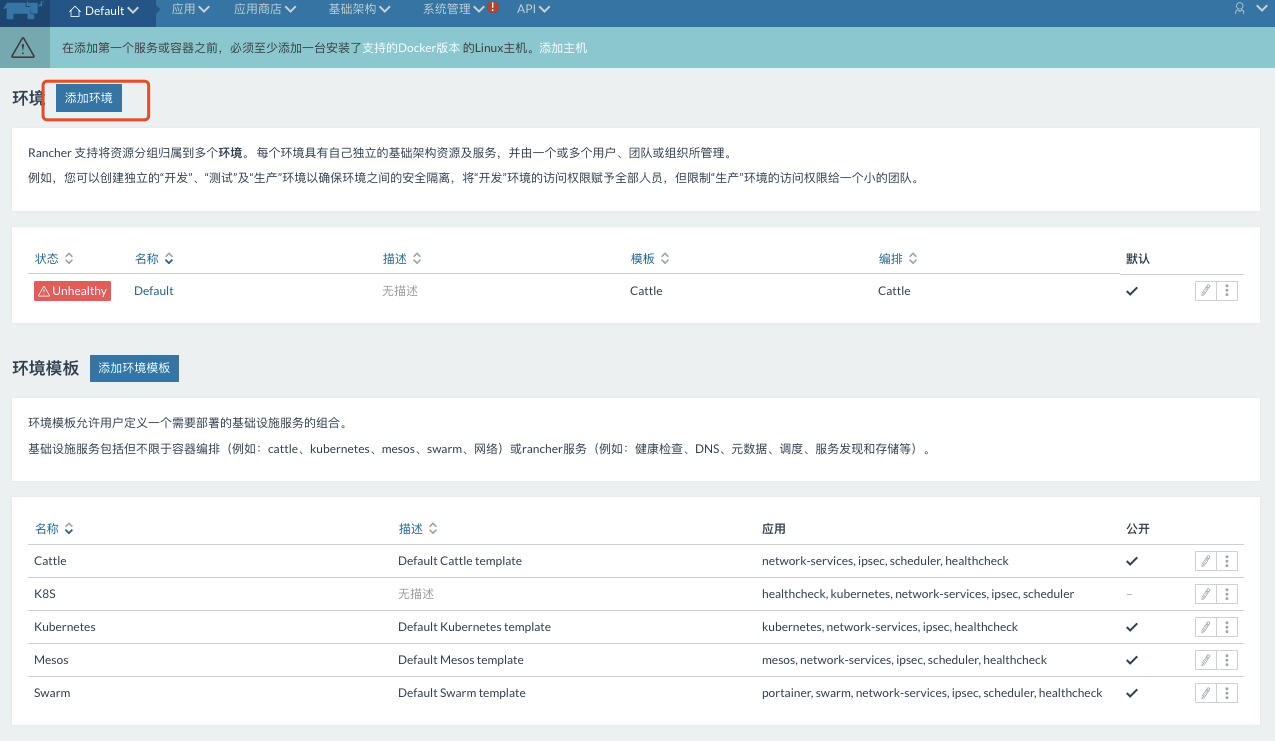 Default 应用 应用商店 基础架构 系统管理 ! API
在添加第一个服务或容器之前，必须至少添加一台安装了支持的Docker版本 的Linux主机。添加主机
环境 添加环境
Rancher 支持将资源分组归属到多个环境。 每个环境具有自己独立的基础架构资源及服务，并由一个或多个用户、团队或组织所管理。
例如，您可以创建独立的“开发”、“测试”及“生产”环境以确保环境之间的安全隔离，将“开发”环境的访问权限赋予全部人员，但限制“生产”环境的访问权限给一个小的团队。
状态 名称 描述 模板 编排 默认
Unhealthy Default 无描述 Cattle Cattle
环境模板 添加环境模板
环境模板允许用户定义一个需要部署的基础设施服务的组合。
基础设施服务包括但不限于容器编排（例如：cattle、kubernetes、mesos、swarm、网络）或rancher服务（例如：健康检查、DNS、元数据、调度、服务发现和存储等）。
名称 描述 应用 公开
Cattle Default Cattle template network-services, ipsec, scheduler, healthcheck
K8S 无描述 healthcheck, kubernetes, network-services, ipsec, scheduler –
Kubernetes Default Kubernetes template kubernetes, network-services, ipsec, healthcheck
Mesos Default Mesos template mesos, network-services, ipsec, scheduler, healthcheck
Swarm Default Swarm template portainer, swarm, network-services, ipsec, scheduler, healthcheck